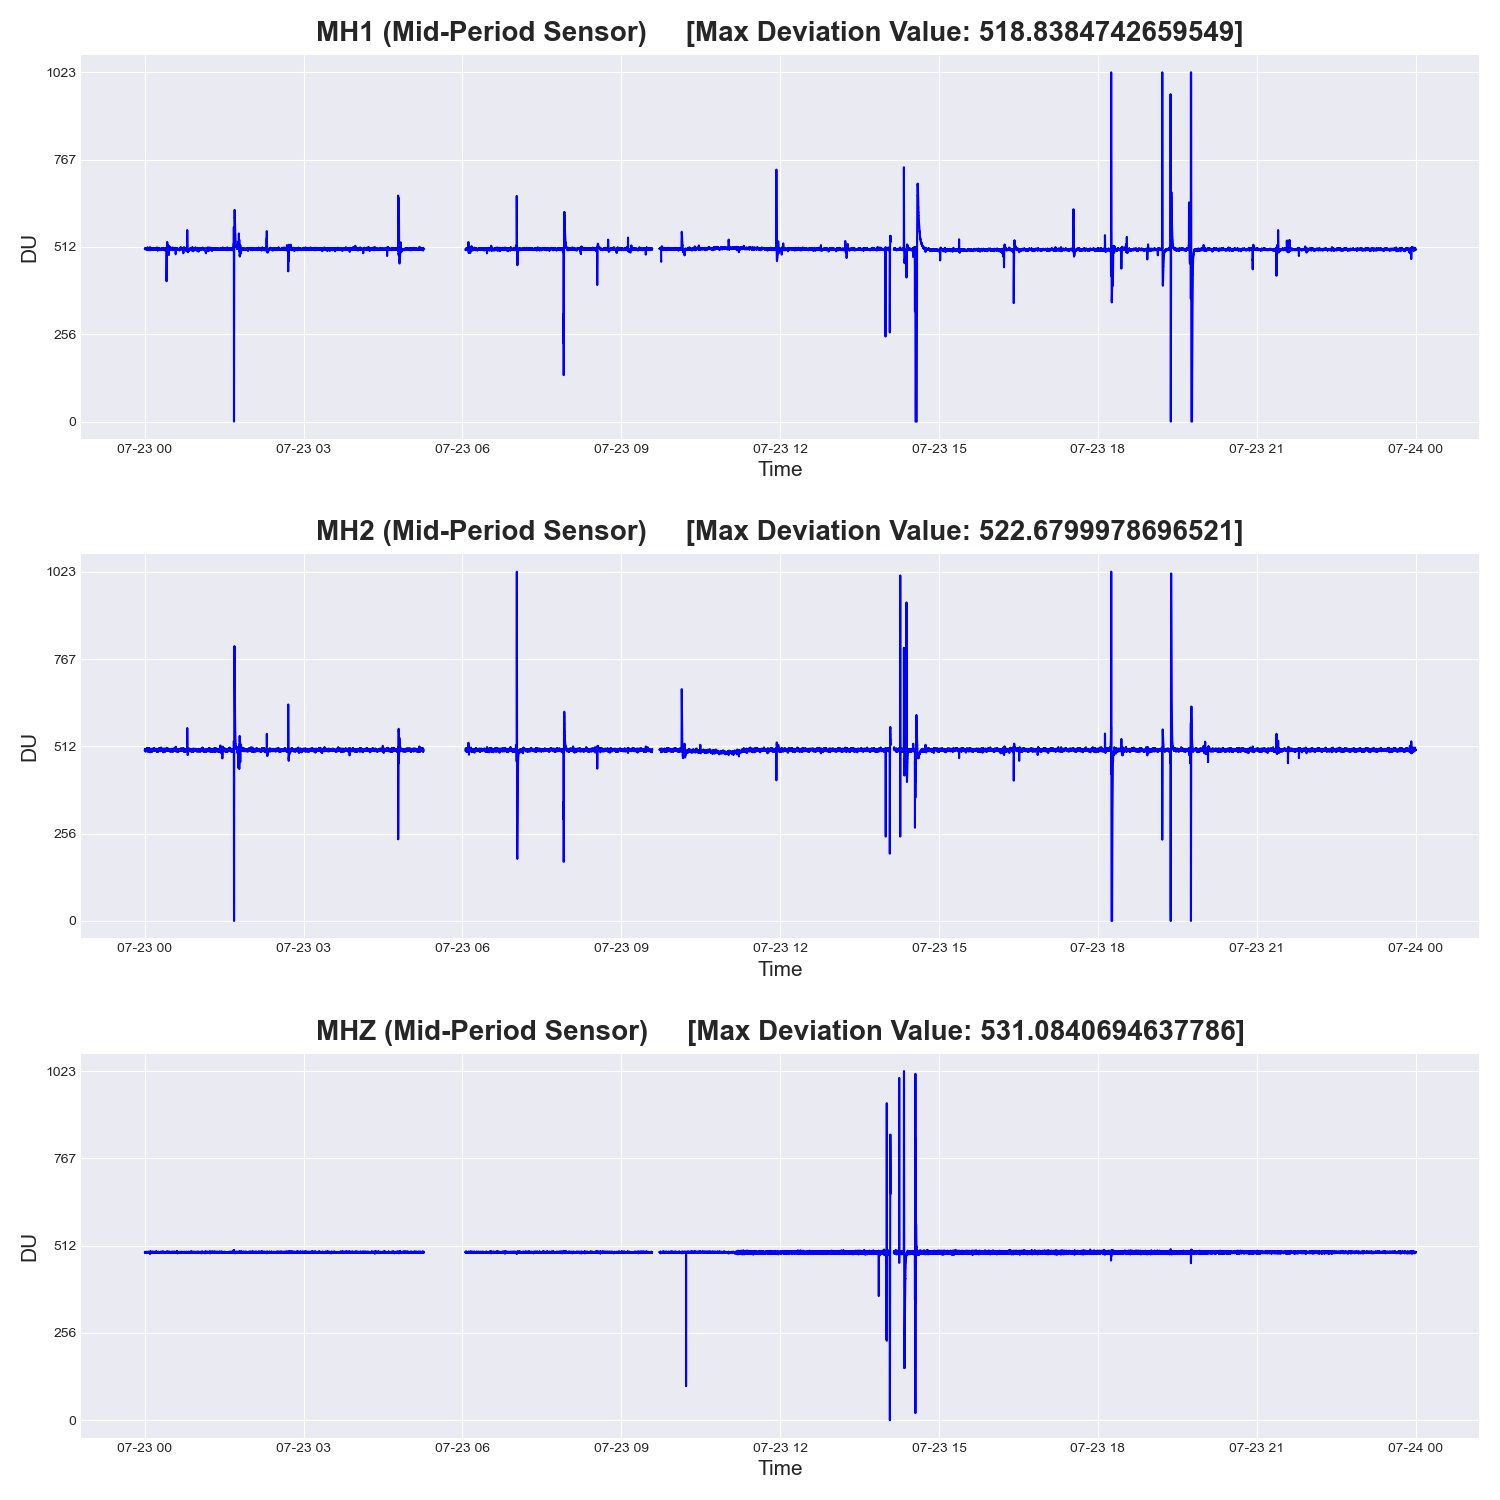 MH1 (Mid-Period Sensor) [Max Deviation Value: 518.8384742659549]
1023
767
512
256
0
DU
07-23 00 07-23 03 07-23 06 07-23 09 07-23 12 07-23 15 07-23 18 07-23 21 07-24 00
Time
MH2 (Mid-Period Sensor) [Max Deviation Value: 522.6799978696521]
1023
767
512
256
0
DU
07-23 00 07-23 03 07-23 06 07-23 09 07-23 12 07-23 15 07-23 18 07-23 21 07-24 00
Time
MHZ (Mid-Period Sensor) [Max Deviation Value: 531.0840694637786]
1023
767
512
256
0
DU
07-23 00 07-23 03 07-23 06 07-23 09 07-23 12 07-23 15 07-23 18 07-23 21 07-24 00
Time